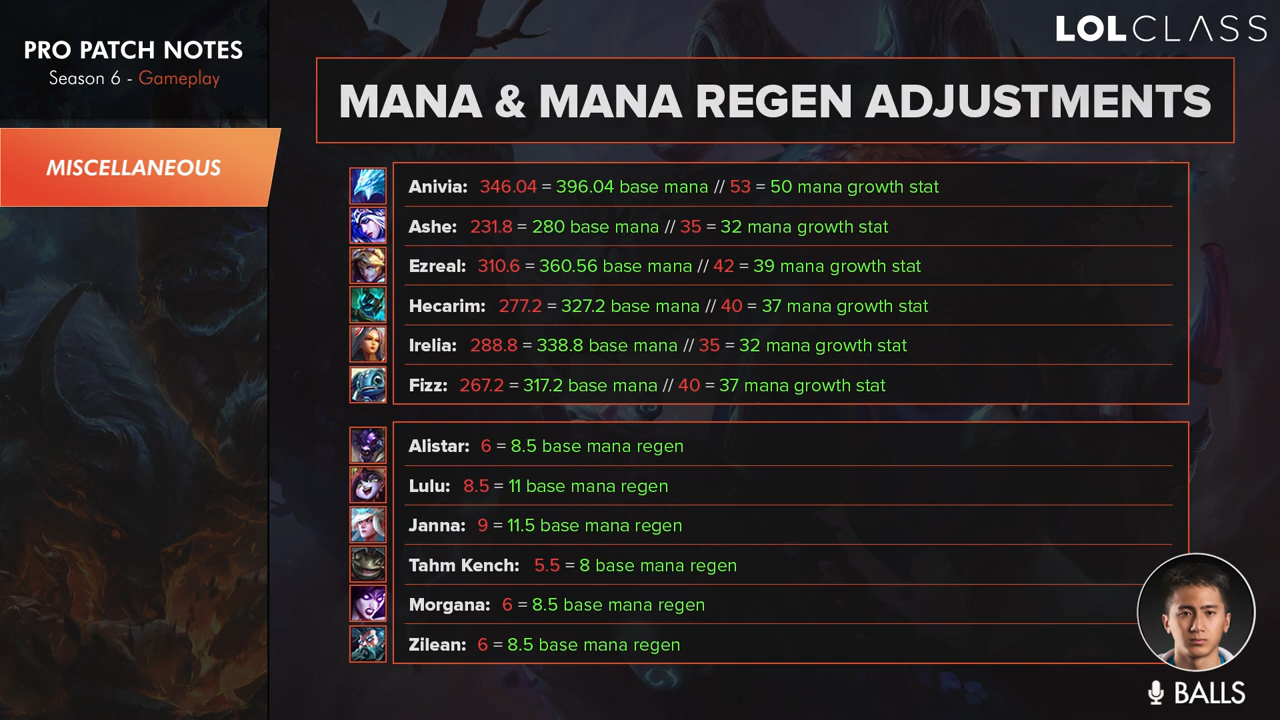 PRO PATCH NOTES
Season 6 - Gameplay
MISCELLANEOUS
LOLCLASS
MANA & MANA REGEN ADJUSTMENTS
Anivia: 346.04 = 396.04 base mana // 53 = 50 mana growth stat
Ashe: 231.8 = 280 base mana // 35 = 32 mana growth stat
Ezreal: 310.6 = 360.56 base mana // 42 = 39 mana growth stat
Hecarim: 277.2 = 327.2 base mana // 40 = 37 mana growth stat
Irelia: 288.8 = 338.8 base mana // 35 = 32 mana growth stat
Fizz: 267.2 = 317.2 base mana // 40 = 37 mana growth stat
Alistar: 6 = 8.5 base mana regen
Lulu: 8.5 = 11 base mana regen
Janna: 9 = 11.5 base mana regen
Tahm Kench: 5.5 = 8 base mana regen
Morgana: 6 = 8.5 base mana regen
Zilean: 6 = 8.5 base mana regen
BALLS